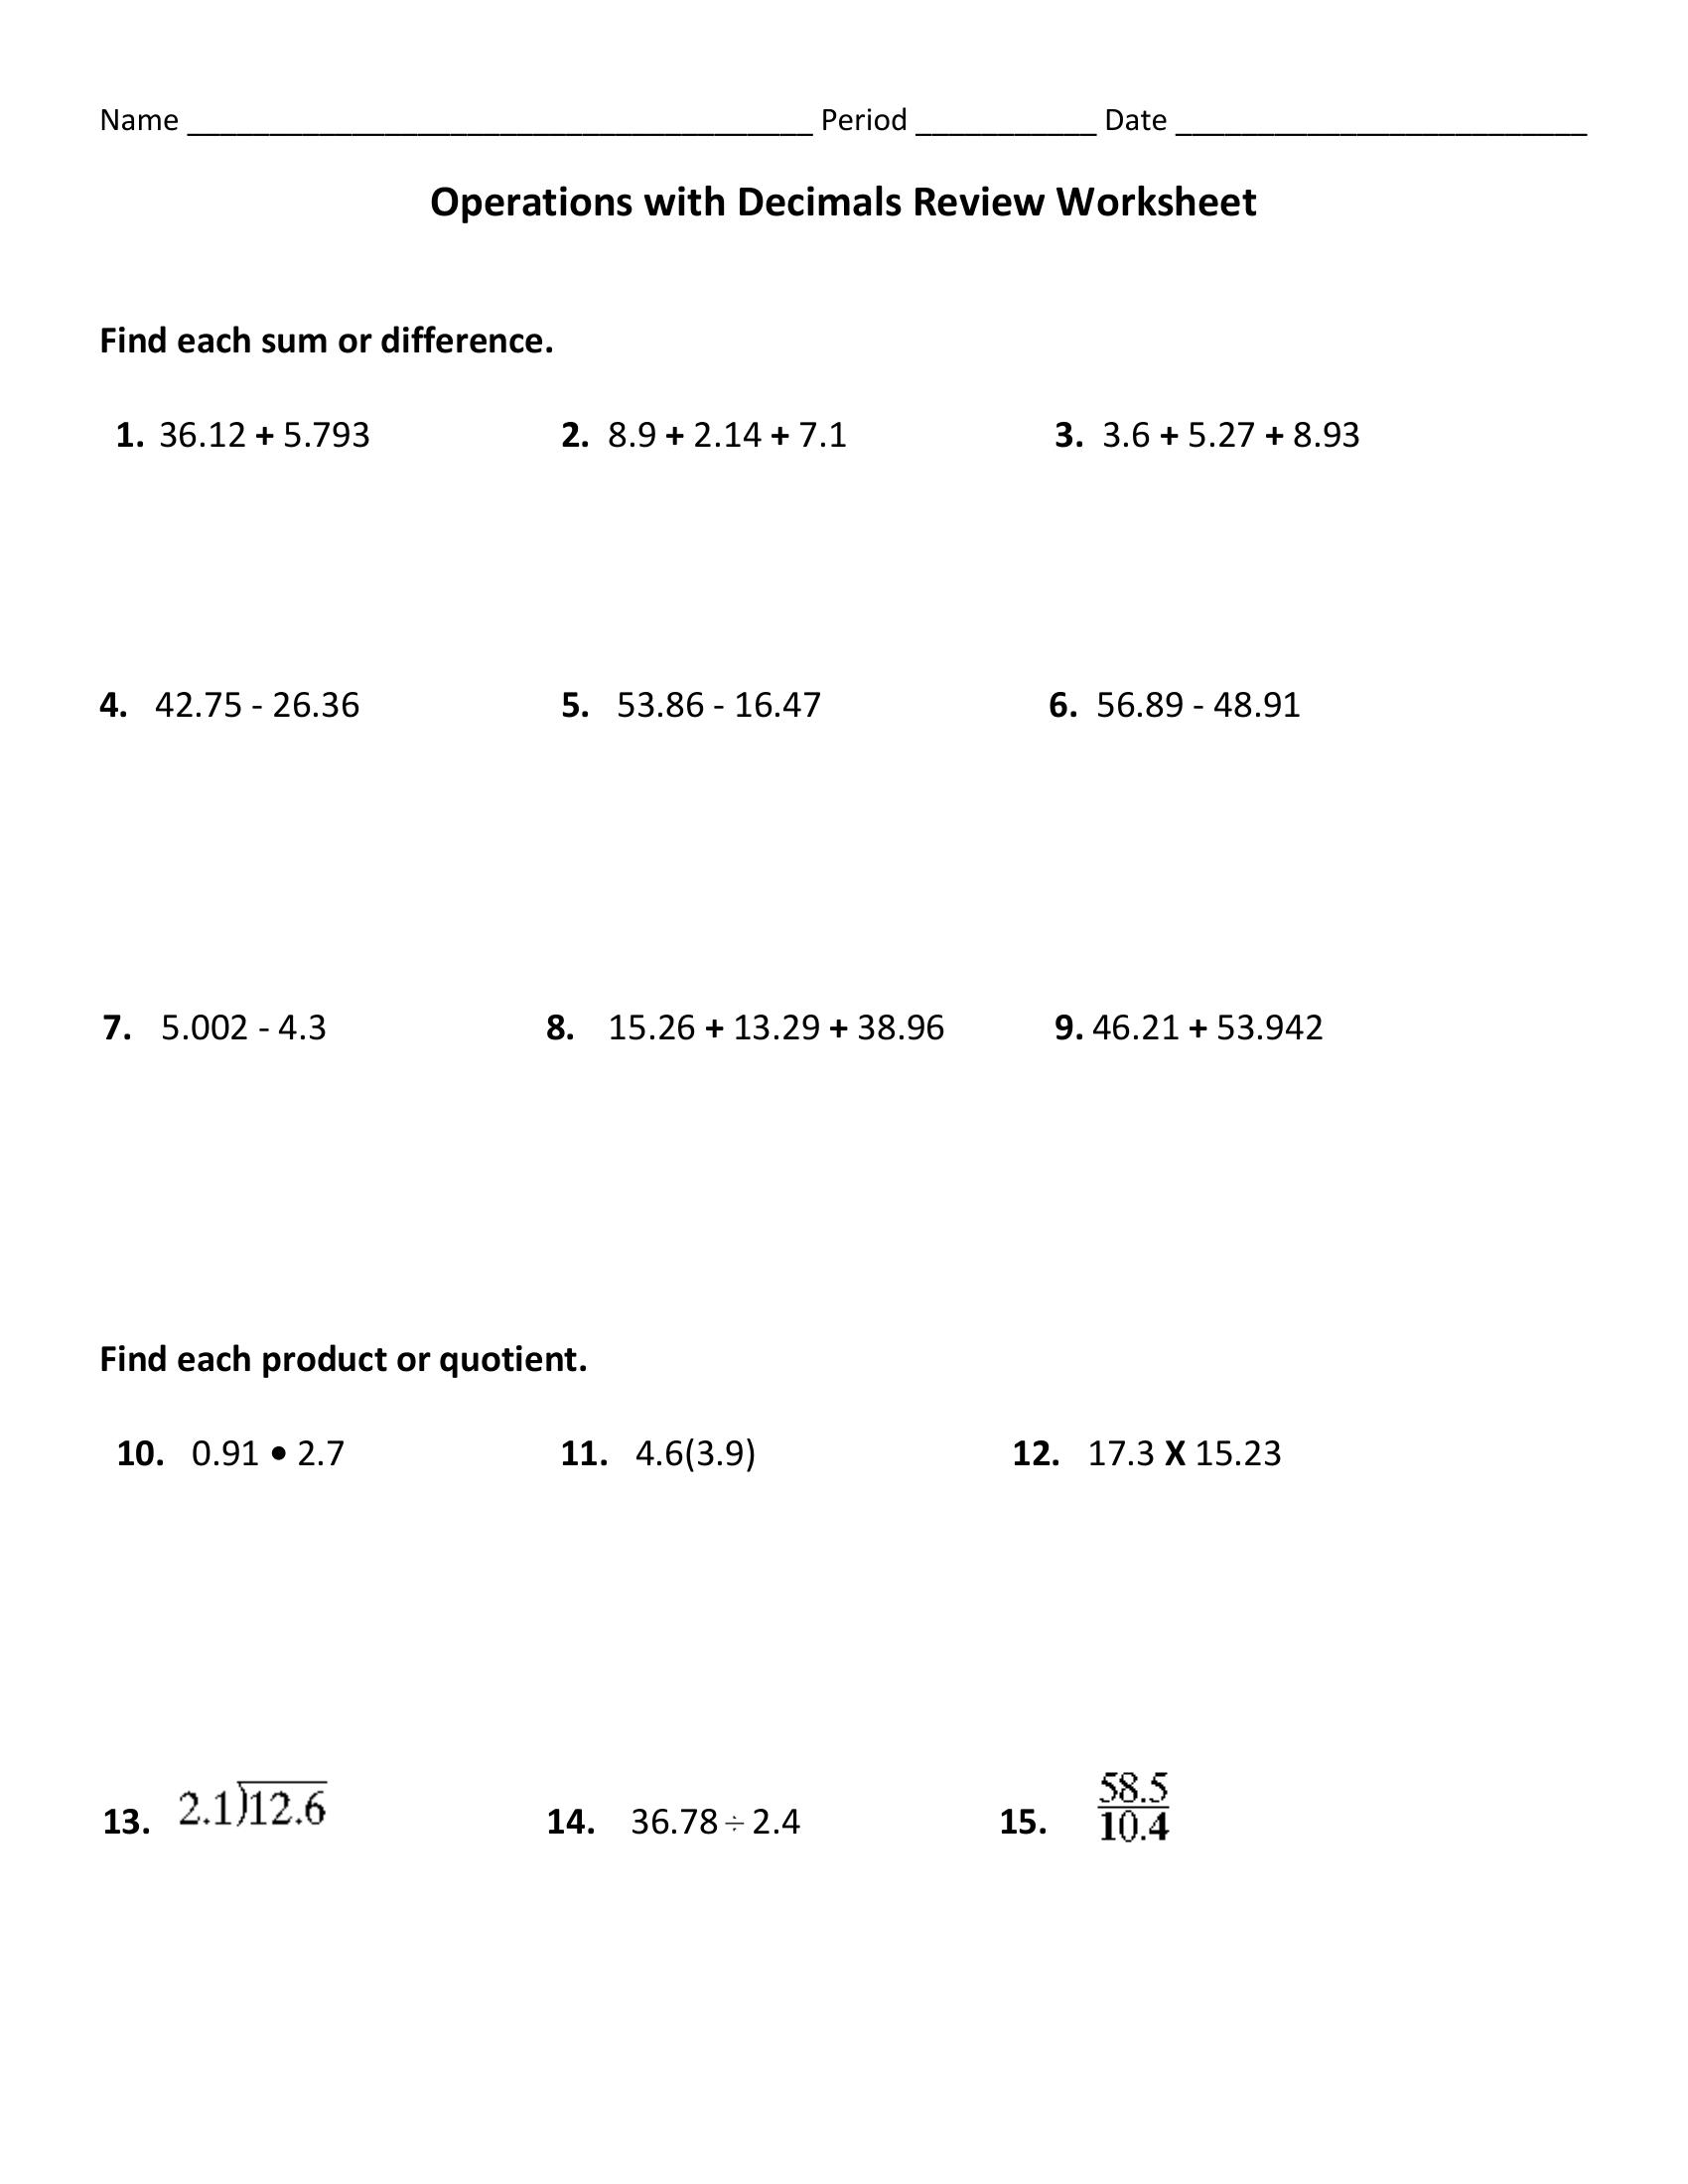 Name ______________________________________ Period ___________ Date _________________________
Operations with Decimals Review Worksheet
Find each sum or difference.
1. 36.12 + 5.793 2. 8.9 + 2.14 + 7.1 3. 3.6 + 5.27 + 8.93
4. 42.75 - 26.36 5. 53.86 - 16.47 6. 56.89 - 48.91
7. 5.002 - 4.3 8. 15.26 + 13.29 + 38.96 9. 46.21 + 53.942
Find each product or quotient.
10. 0.91 • 2.7 11. 4.6(3.9) 12. 17.3 X 15.23
13. 2.1)12.6 14. 36.78 ÷ 2.4 15. 58.5/10.4